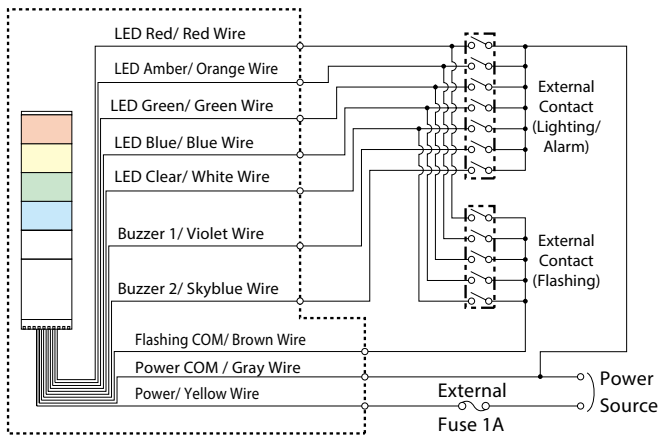 LED Red/ Red Wire
LED Amber/ Orange Wire
LED Green/ Green Wire
LED Blue/ Blue Wire
LED Clear/ White Wire
Buzzer 1/ Violet Wire
Buzzer 2/ Skyblue Wire
Flashing COM/ Brown Wire
Power COM / Gray Wire
Power/ Yellow Wire
External
Contact
(Lighting/
Alarm)
External
Contact
(Flashing)
External
Fuse 1A
Power
Source